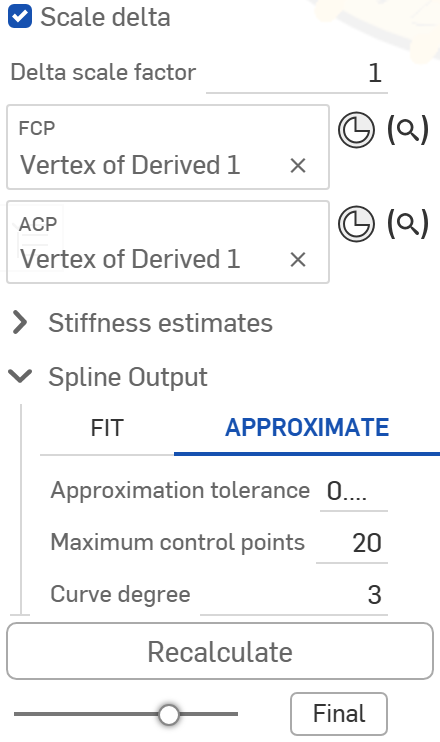 Scale delta
Delta scale factor 1
FCP
Vertex of Derived 1 ×
ACP
Vertex of Derived 1 ×
Stiffness estimates
Spline Output
FIT APPROXIMATE
Approximation tolerance 0....
Maximum control points 20
Curve degree 3
Recalculate
Final